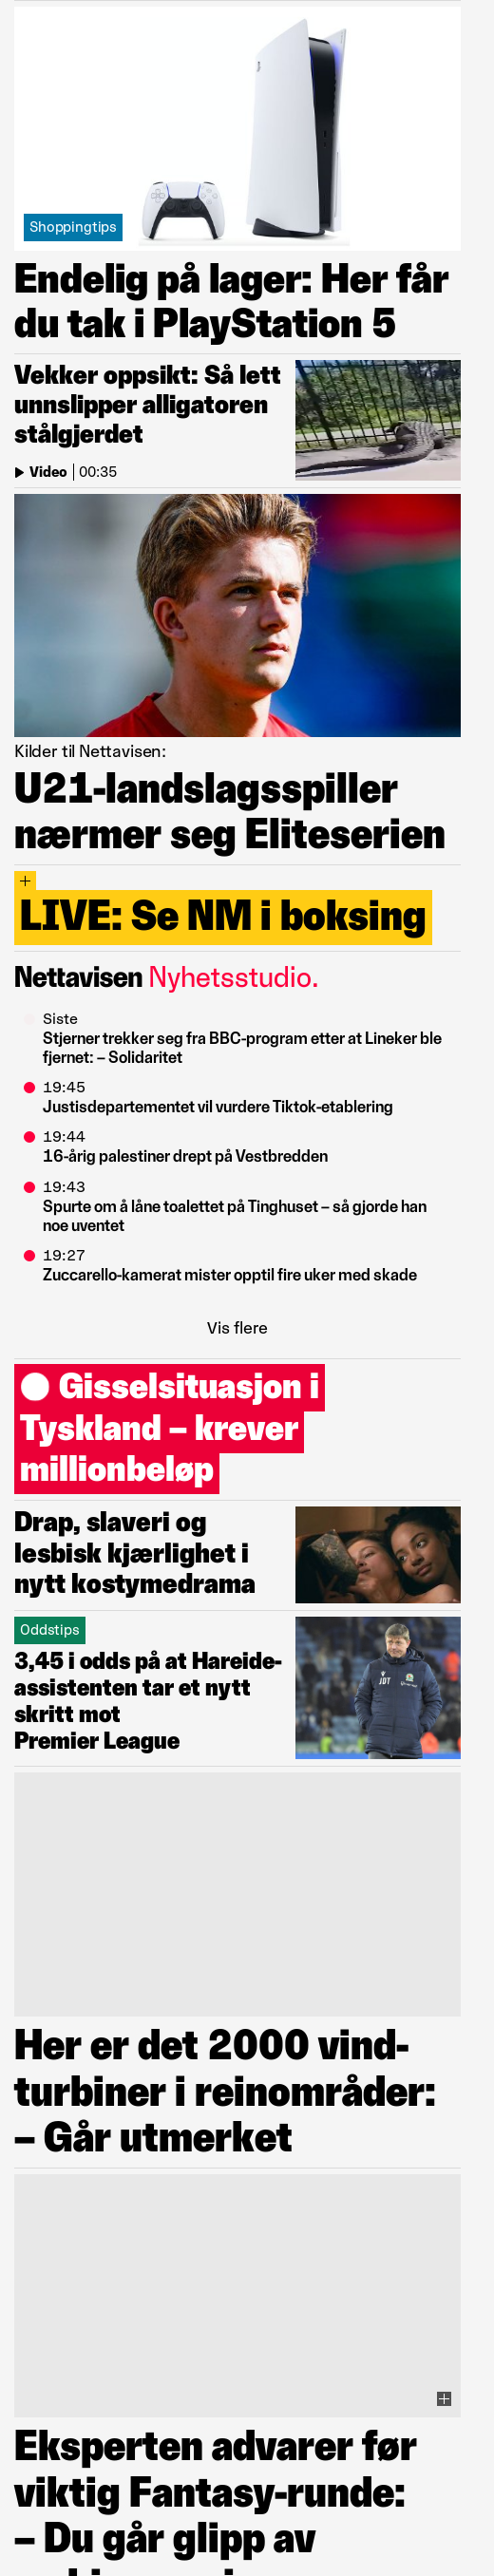 Shoppingtips
Endelig på lager: Her får
du tak i PlayStation 5
Vekker oppsikt: Så lett
unnslipper alligatoren
stålgjerdet
Video | 00:35
Kilder til Nettavisen:
U21-landslagsspiller
nærmer seg Eliteserien
+
LIVE: Se NM i boksing
Nettavisen Nyhetsstudio.
Siste
Stjerner trekker seg fra BBC-program etter at Lineker ble
fjernet: – Solidaritet
19:45
Justisdepartementet vil vurdere Tiktok-etablering
19:44
16-årig palestiner drept på Vestbredden
19:43
Spurte om å låne toalettet på Tinghuset – så gjorde han
noe uventet
19:27
Zuccarello-kamerat mister opptil fire uker med skade
Vis flere
Gisselsituasjon i
Tyskland – krever
millionbeløp
Drap, slaveri og
lesbisk kjærlighet i
nytt kostymedrama
Oddstips
3,45 i odds på at Hareide-
assistenten tar et nytt
skritt mot
Premier League
JDT
Her er det 2000 vind-
turbiner i reinområder:
– Går utmerket
+
Eksperten advarer før
viktig Fantasy-runde:
– Du går glipp av